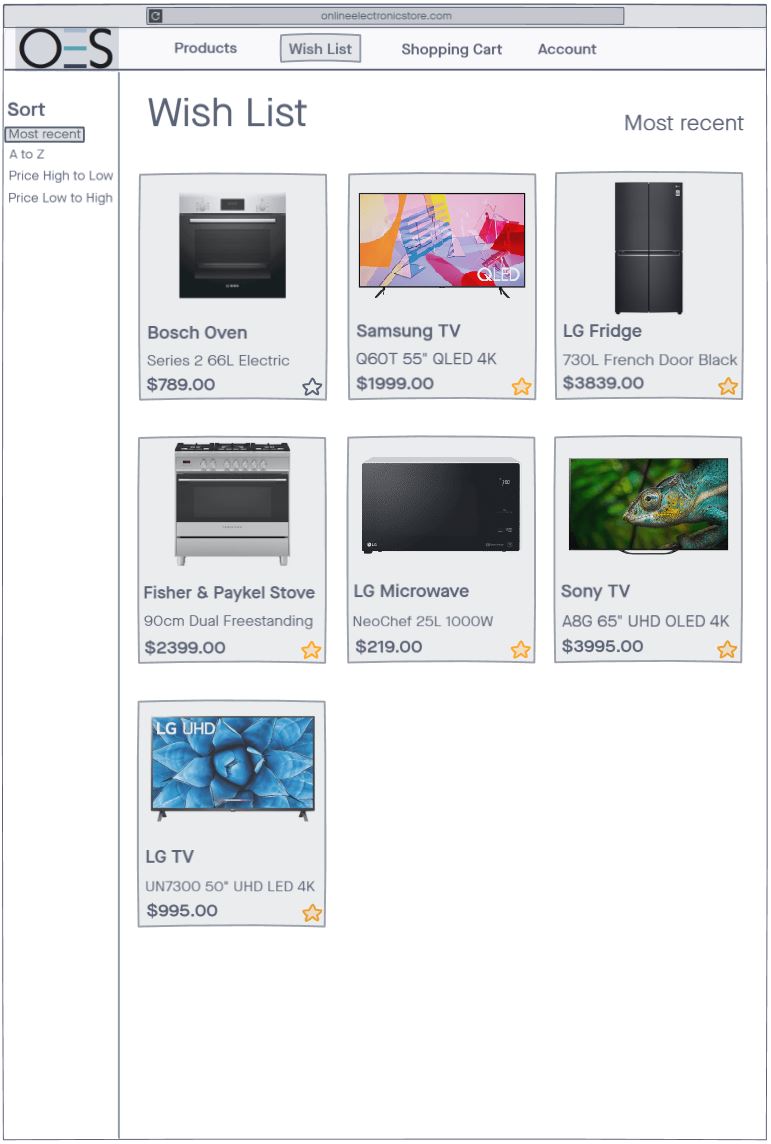 onlineelectronicstore.com
OES
Products
Wish List
Shopping Cart
Account
Sort
Most recent
A to Z
Price High to Low
Price Low to High
Wish List
Most recent
Bosch Oven
Series 2 66L Electric
$789.00
QLED
Samsung TV
Q60T 55" QLED 4K
$1999.00
LG Fridge
730L French Door Black
$3839.00
Fisher & Paykel Stove
90cm Dual Freestanding
$2399.00
LG
LG Microwave
NeoChef 25L 1000W
$219.00
Sony TV
A8G 65" UHD OLED 4K
$3995.00
LG UHD
LG TV
UN7300 50" UHD LED 4K
$995.00